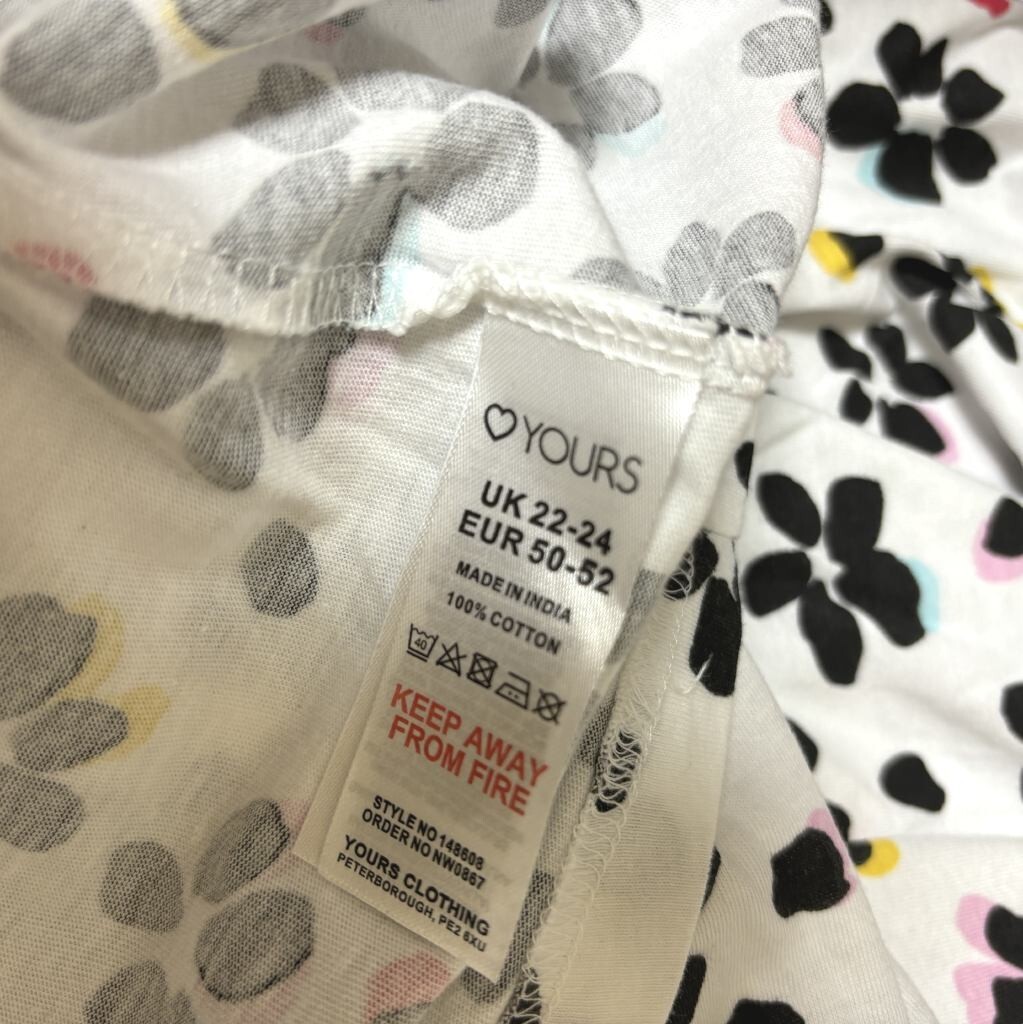 YOURS
UK 22-24
EUR 50-52
MADE IN INDIA
100% COTTON
40
KEEP AWAY
FROM FIRE
STYLE NO 148608
ORDER NO NW0867
YOURS CLOTHING
PETERBOROUGH, PE2 6XU